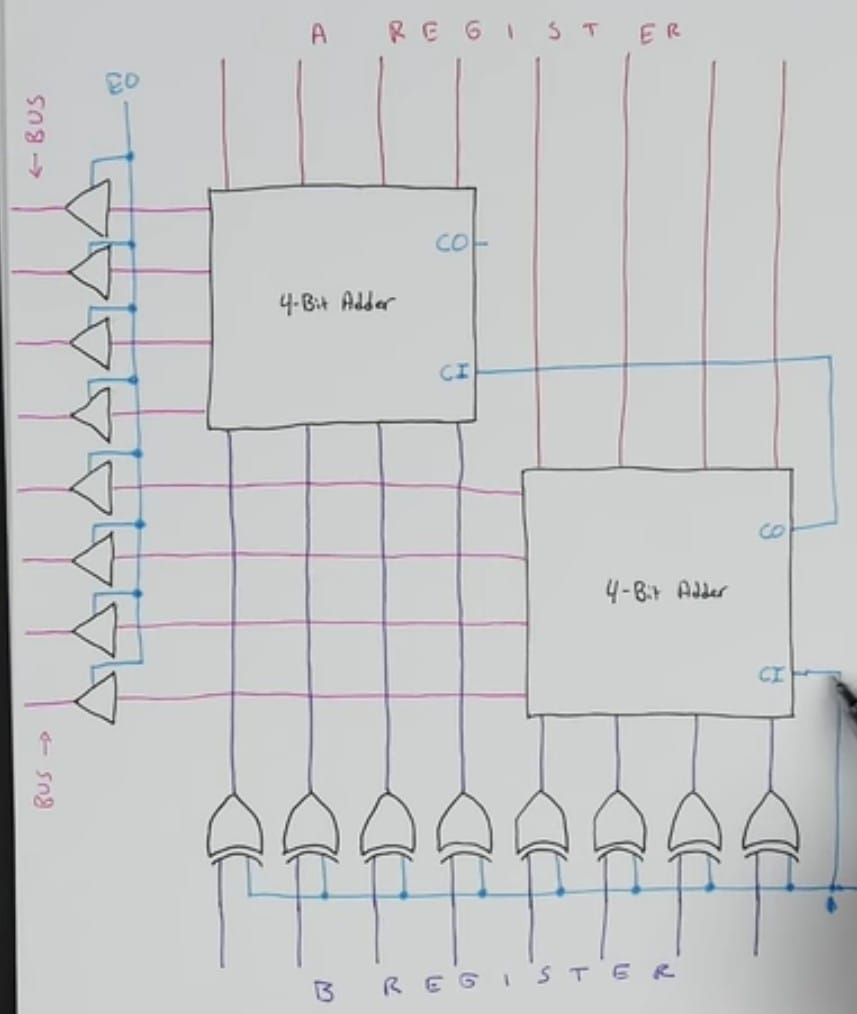 A REGISTER
EO
← BUS
CO
4-Bit Adder
CI
CO
4-Bit Adder
CI
BUS →
B REGISTER